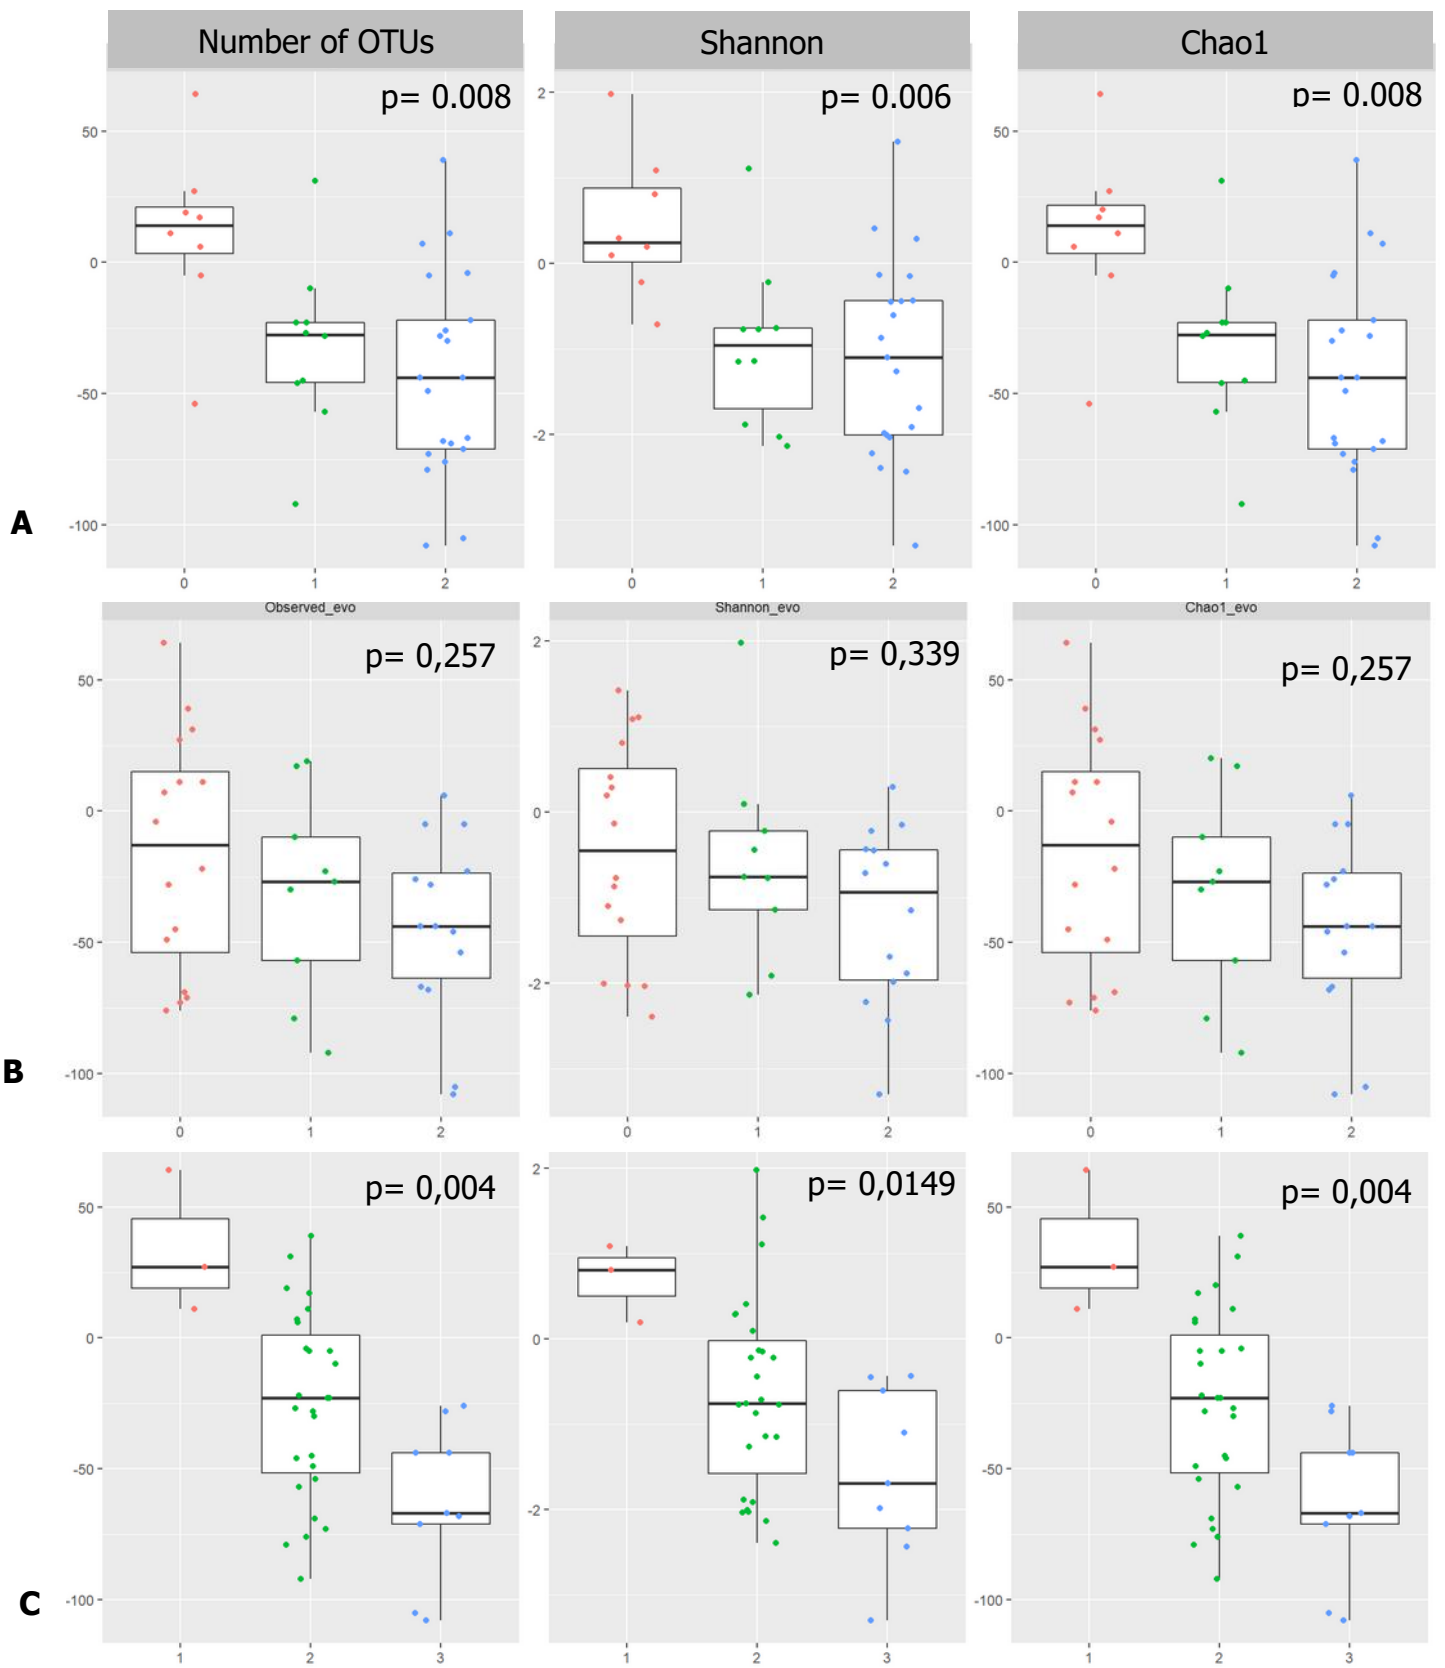 Number of OTUs Shannon Chao1
p= 0.008 p= 0.006 p= 0.008
50 2 50
0 0 0
-50 -2 -50
-100 -100
A
0 1 2 0 1 2 0 1 2
Observed_evo Shannon_evo Chao1_evo
p= 0,257 p= 0,339 p= 0,257
50 2 50
0 0 0
-50 -2 -50
B
-100 -100
0 1 2 0 1 2 0 1 2
p= 0,004 p= 0,0149 p= 0,004
50 2 50
0 0 0
-50 -2 -50
C
-100 -100
1 2 3 1 2 3 1 2 3